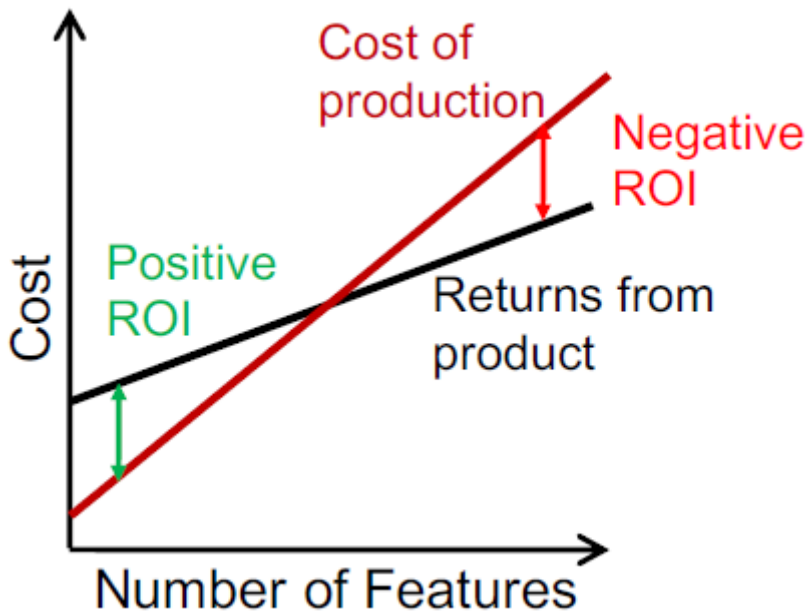 Cost of
production
Negative
ROI
Positive
ROI
Returns from
product
Cost
Number of Features